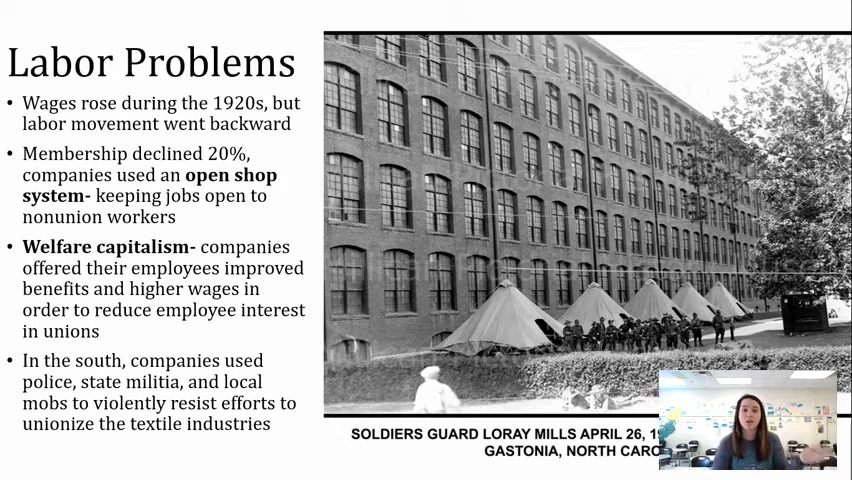 Labor Problems
• Wages rose during the 1920s, but
labor movement went backward
• Membership declined 20%,
companies used an open shop
system- keeping jobs open to
nonunion workers
• Welfare capitalism- companies
offered their employees improved
benefits and higher wages in
order to reduce employee interest
in unions
• In the south, companies used
police, state militia, and local
mobs to violently resist efforts to
unionize the textile industries
SOLDIERS GUARD LORAY MILLS APRIL 26,
GASTONIA, NORTH